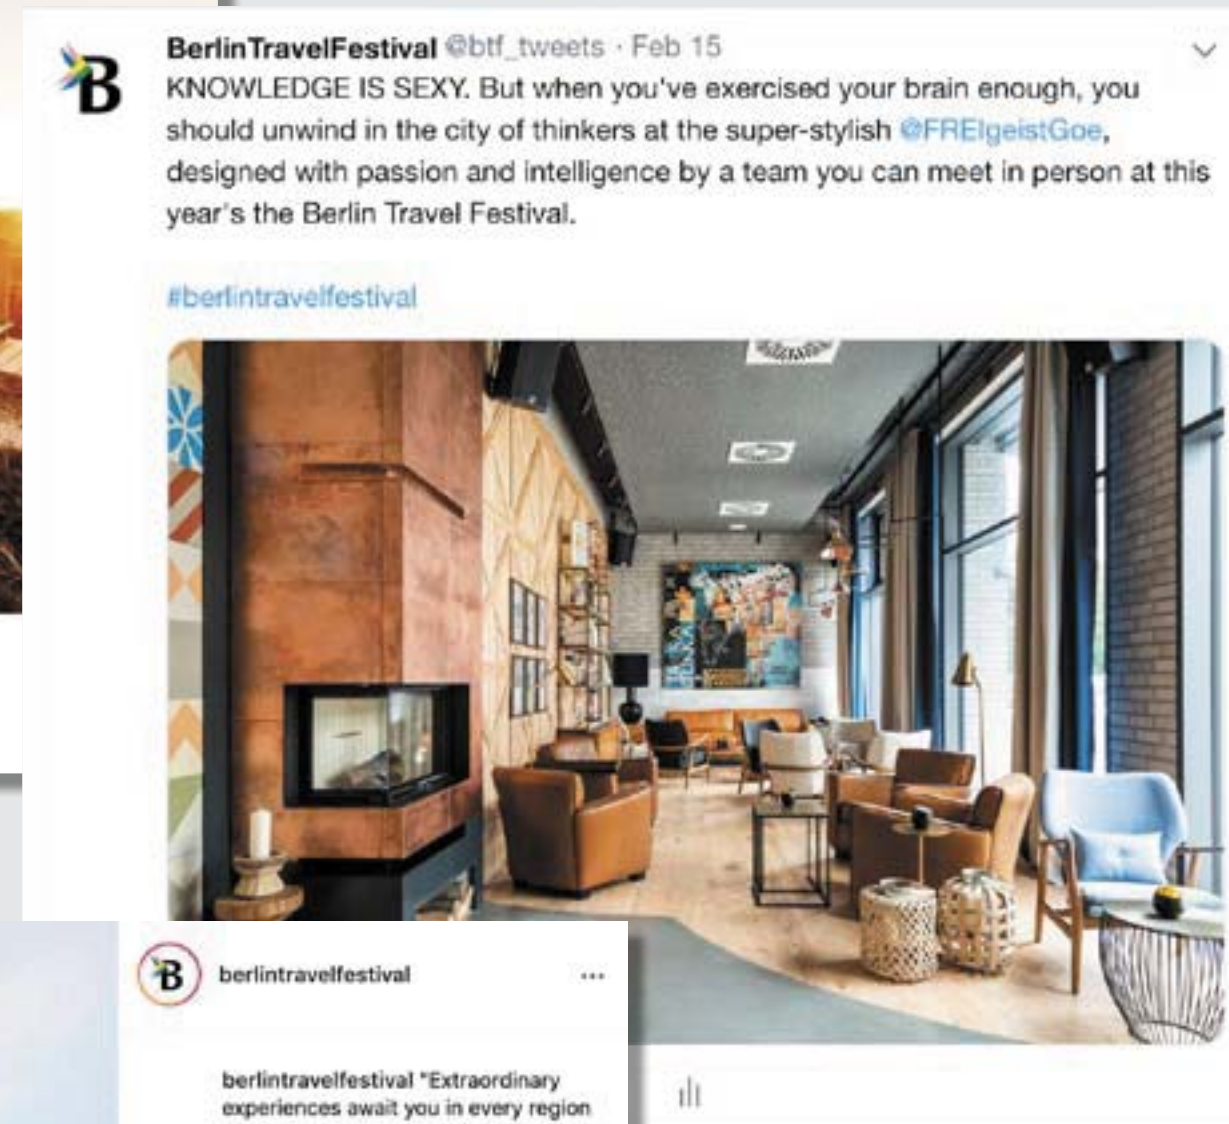 BerlinTravelFestival @btf_tweets · Feb 15
KNOWLEDGE IS SEXY. But when you've exercised your brain enough, you
should unwind in the city of thinkers at the super-stylish @FREIgeistGoe,
designed with passion and intelligence by a team you can meet in person at this
year's the Berlin Travel Festival.
#berlintravelfestival
B
berlintravelfestival
berlintravelfestival "Extraordinary
experiences await you in every region